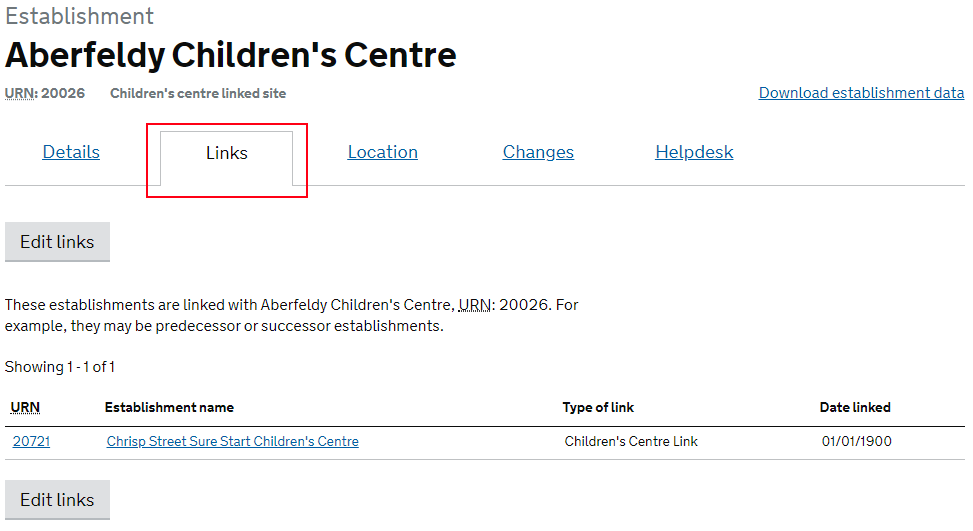 Establishment
Aberfeldy Children's Centre
URN: 20026 Children's centre linked site Download establishment data
Details Links Location Changes Helpdesk
Edit links
These establishments are linked with Aberfeldy Children's Centre, URN: 20026. For
example, they may be predecessor or successor establishments.
Showing 1 - 1 of 1
URN Establishment name Type of link Date linked
20721 Chrisp Street Sure Start Children's Centre Children's Centre Link 01/01/1900
Edit links